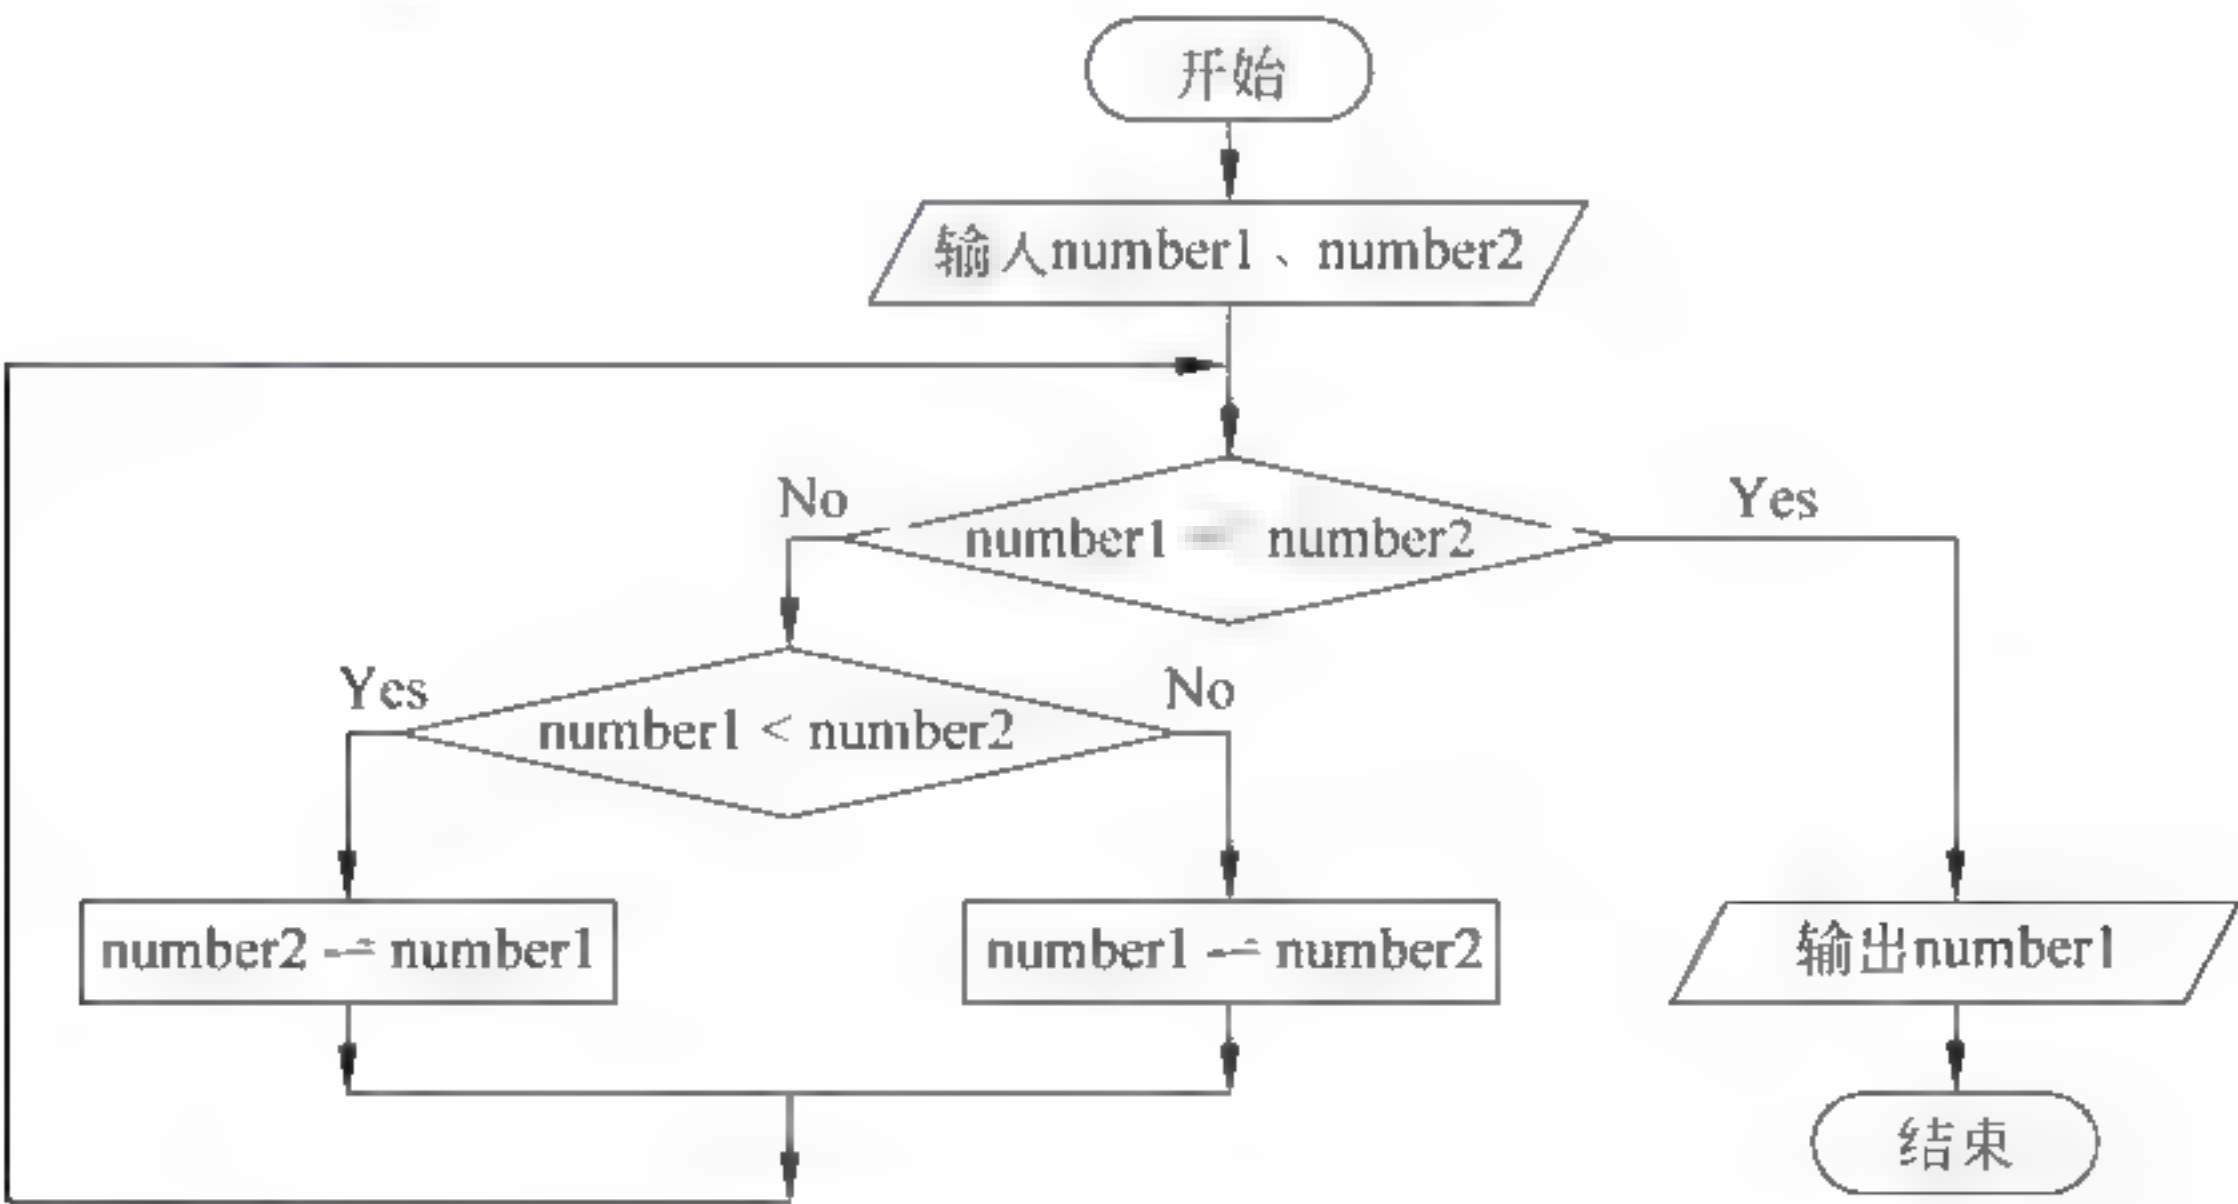 开始
输入number1、number2
No
Yes
number1 == number2
Yes
No
number1 < number2
number2 -= number1
number1 -= number2
输出number1
结束